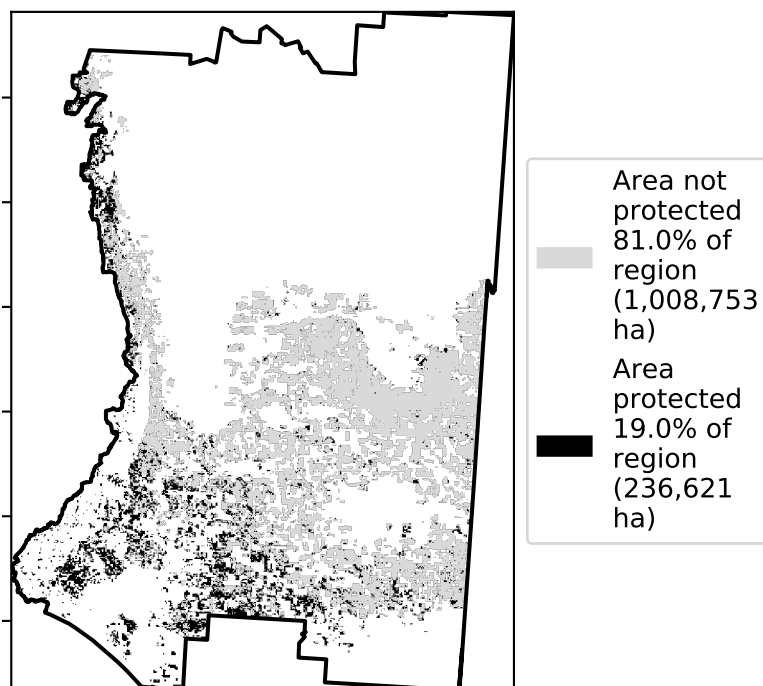 Area not
protected
81.0% of
region
(1,008,753
ha)
Area
protected
19.0% of
region
(236,621
ha)